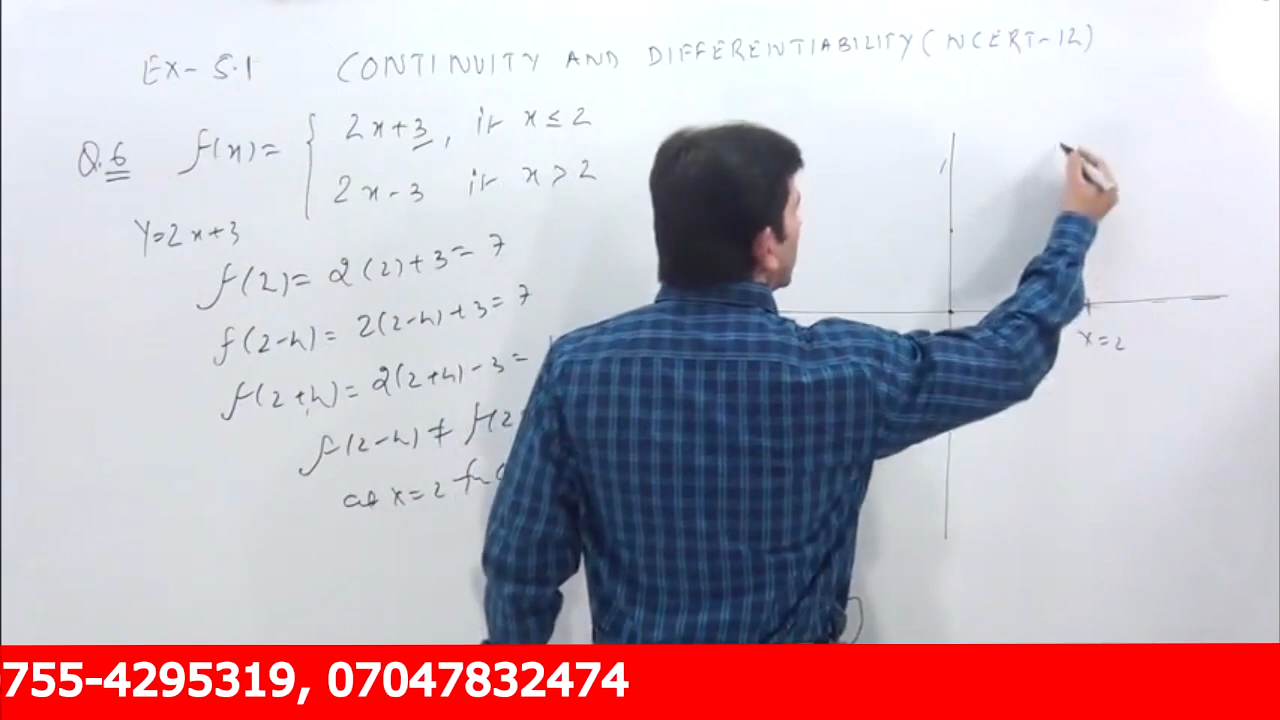 EX-5.1 CONTINUITY AND DIFFERENTIABILITY (NCERT-12)
Q.6 f(x)= { 2x+3, if x≤2
2x-3 if x>2
Y=2x+3
f(2)= 2(2)+3=7
f(2-h)= 2(2-h)+3=7
f(2+h)= 2(2+h)-3=
f(2-h)≠ f(2
at x=2
x=2
0755-4295319, 07047832474